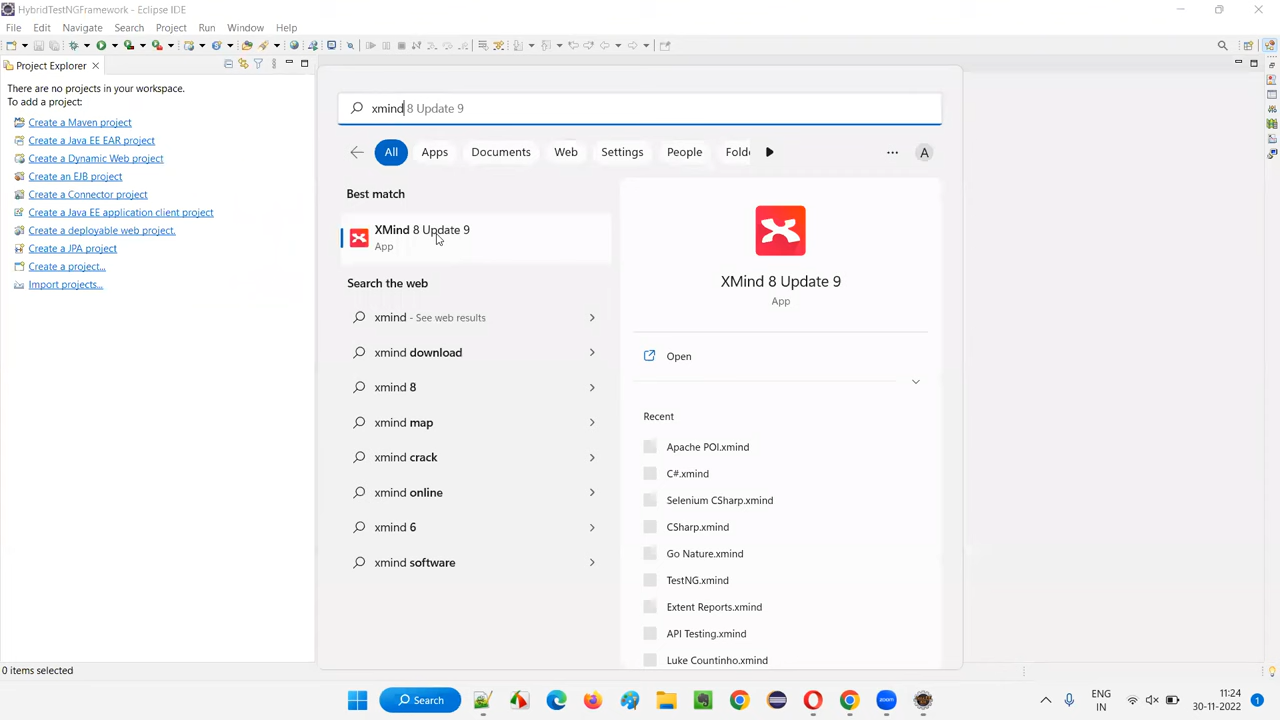 HybridTestNGFramework - Eclipse IDE
File Edit Navigate Search Project Run Window Help
Project Explorer
There are no projects in your workspace.
To add a project:
Create a Maven project
Create a Java EE EAR project
Create a Dynamic Web project
Create an EJB project
Create a Connector project
Create a Java EE application client project
Create a deployable web project.
Create a JPA project
Create a project...
Import projects...
xmind 8 Update 9
All Apps Documents Web Settings People Fold
A
Best match
XMind 8 Update 9
App
Search the web
xmind - See web results
xmind download
xmind 8
xmind map
xmind crack
xmind online
xmind 6
xmind software
XMind 8 Update 9
App
Open
Recent
Apache POI.xmind
C#.xmind
Selenium CSharp.xmind
CSharp.xmind
Go Nature.xmind
TestNG.xmind
Extent Reports.xmind
API Testing.xmind
Luke Countinho.xmind
0 items selected
Search
zoom
ENG
IN
11:24
30-11-2022
1